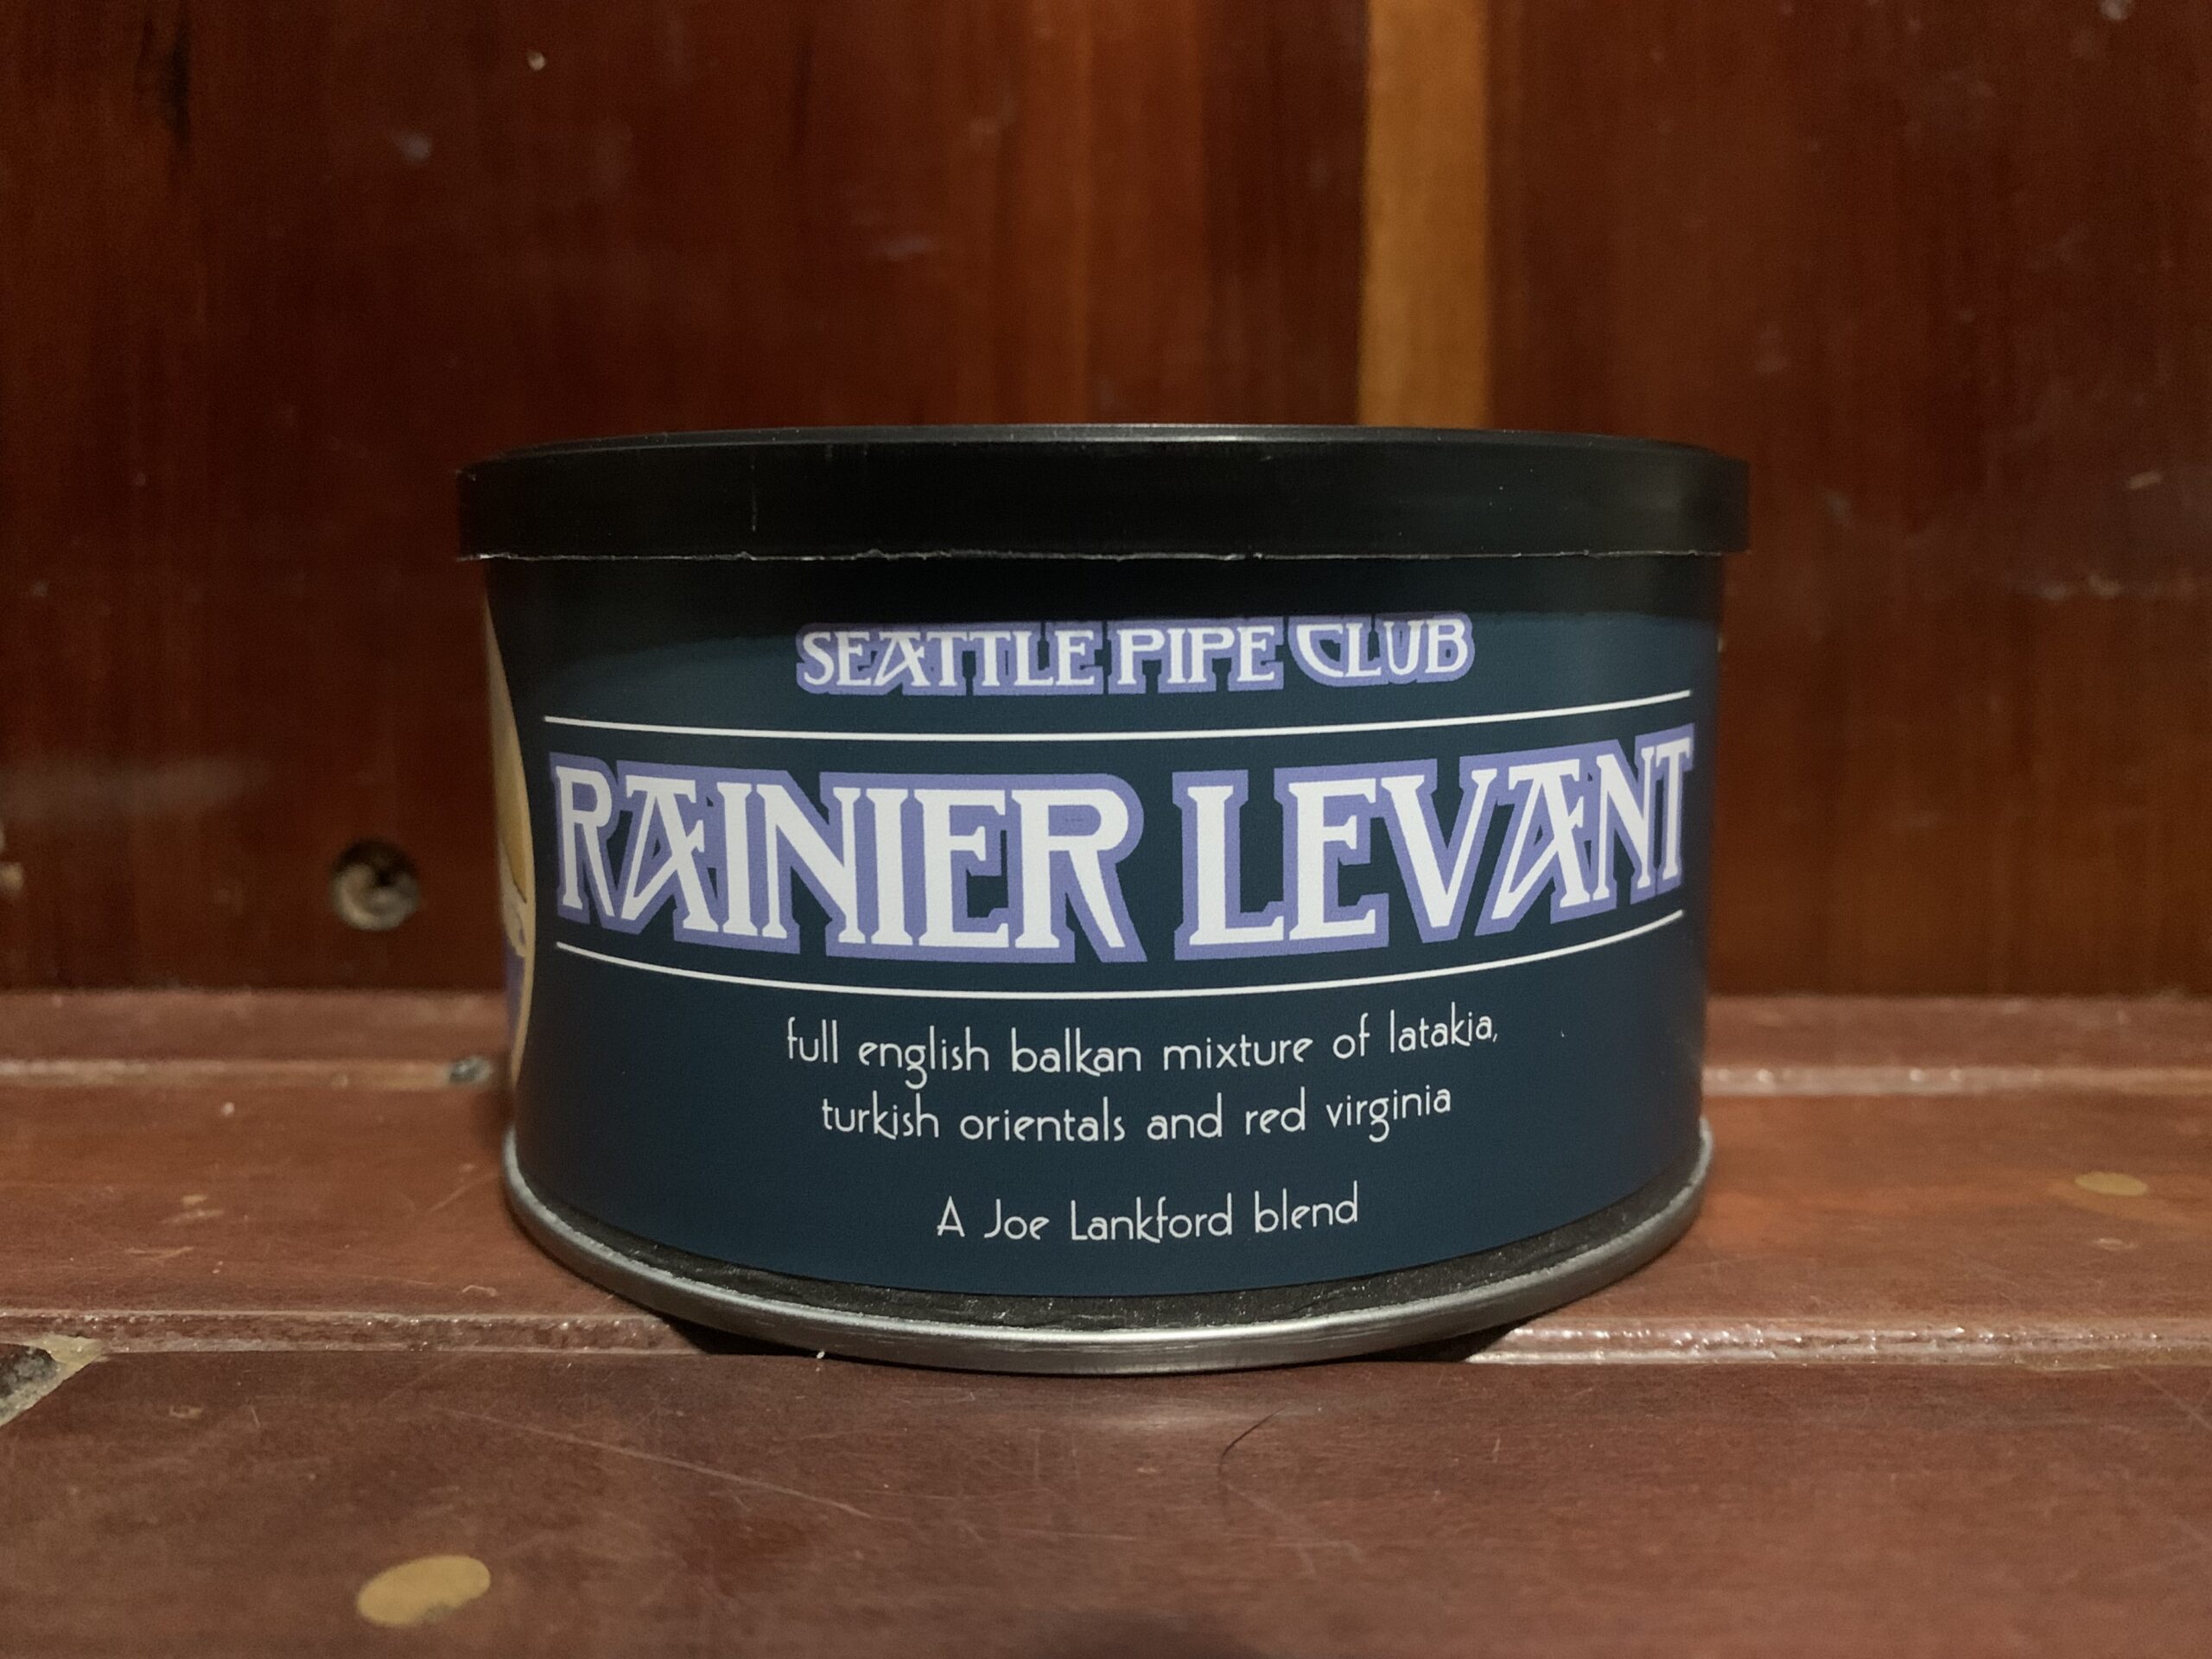 SEATTLE PIPE CLUB
RAINIER LEVANT
full english balkan mixture of latakia,
turkish orientals and red virginia
A Joe Lankford blend